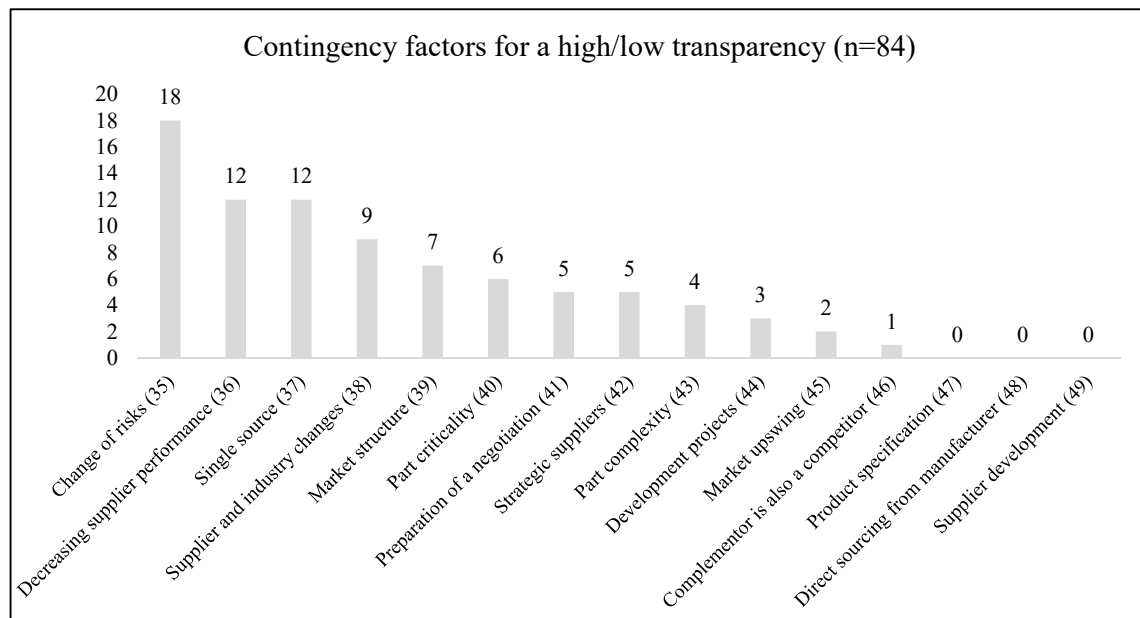 Contingency factors for a high/low transparency (n=84)
20
18
16
14
12
10
8
6
4
2
0
18
12
12
9
7
6
5
5
4
3
2
1
0
0
0
Change of risks (35)
Decreasing supplier performance (36)
Single source (37)
Supplier and industry changes (38)
Market structure (39)
Part criticality (40)
Preparation of a negotiation (41)
Strategic suppliers (42)
Part complexity (43)
Development projects (44)
Market upswing (45)
Complementor is also a competitor (46)
Product specification (47)
Direct sourcing from manufacturer (48)
Supplier development (49)